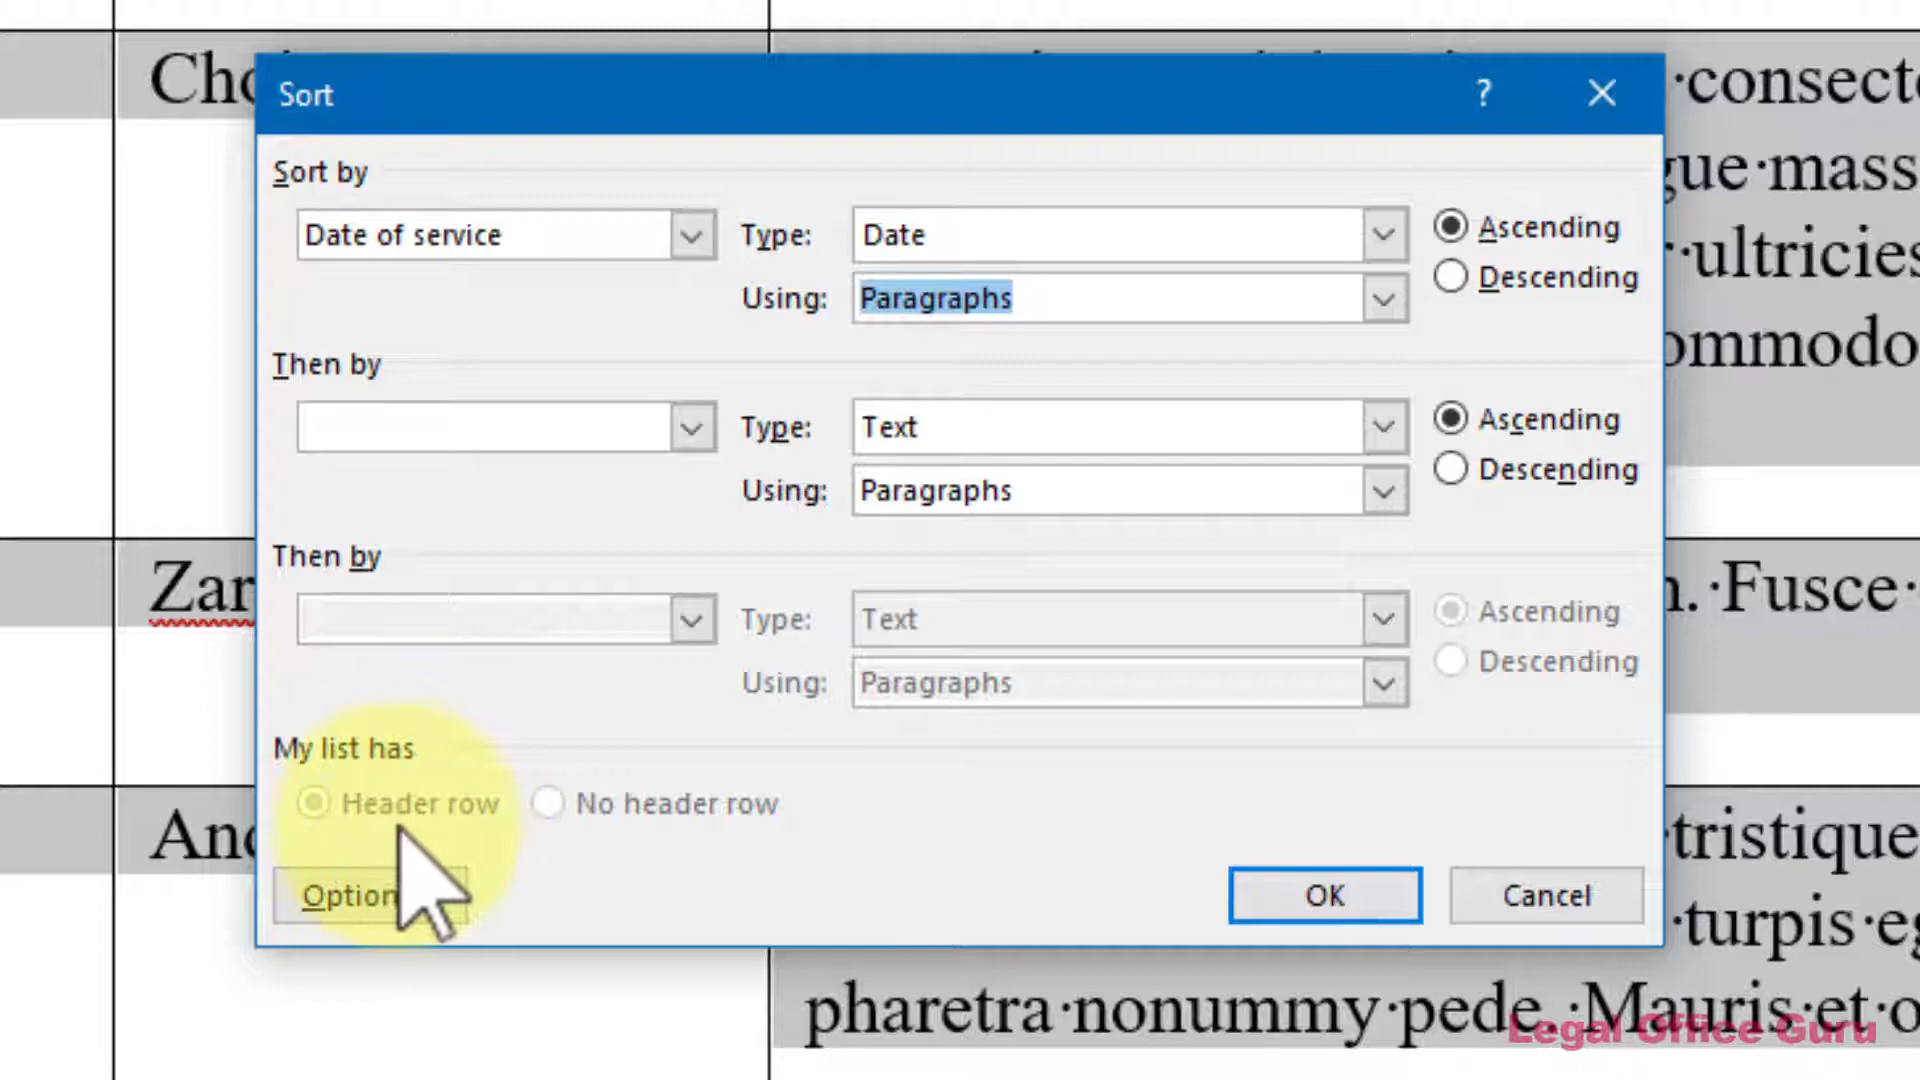 Sort ?
Sort by
Date of service Type: Date Ascending
Using: Paragraphs Descending
Then by
Type: Text Ascending
Using: Paragraphs Descending
Then by
Type: Text Ascending
Using: Paragraphs Descending
My list has
Header row No header row
OK Cancel
·consect
mass
·ultricies
ommodo
Zar
. ·Fusce·
tristique
·turpis·
pharetra·nonummy·pede.·Mauris·et·
Legal Office Guru